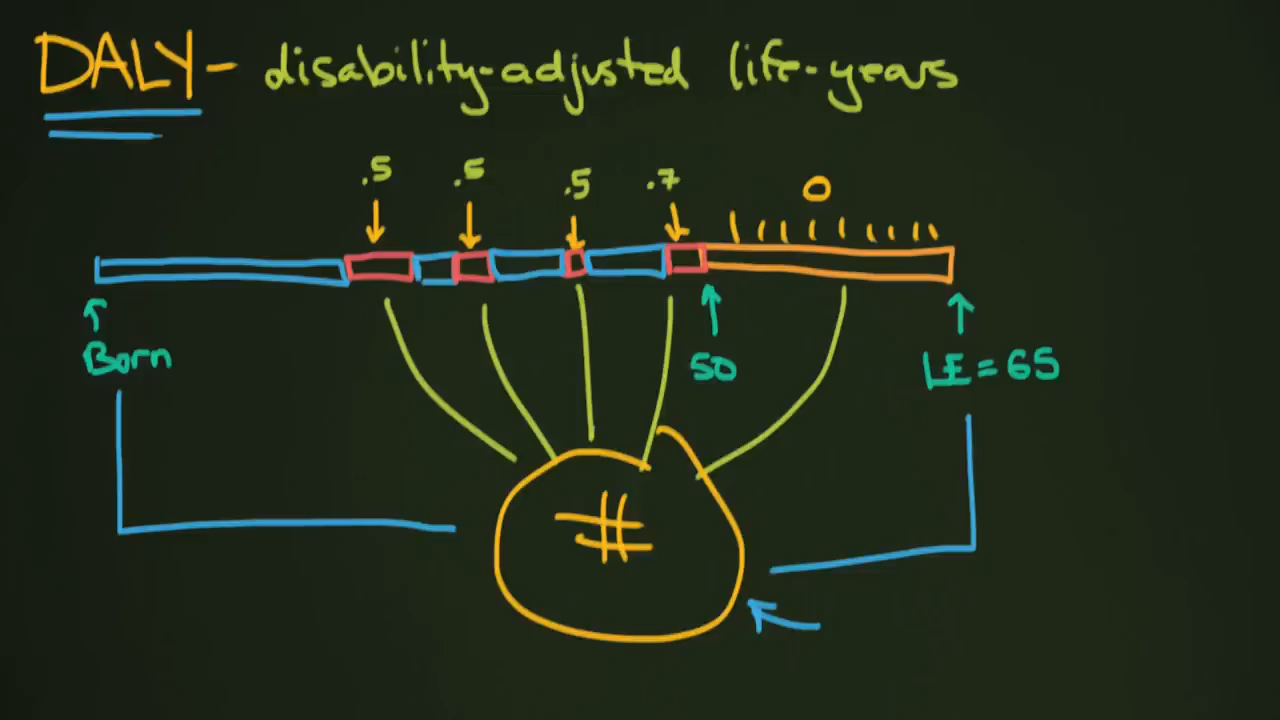 DALY - disability-adjusted life-years
.5 .5 .5 .7 0
Born 50 LE = 65
#